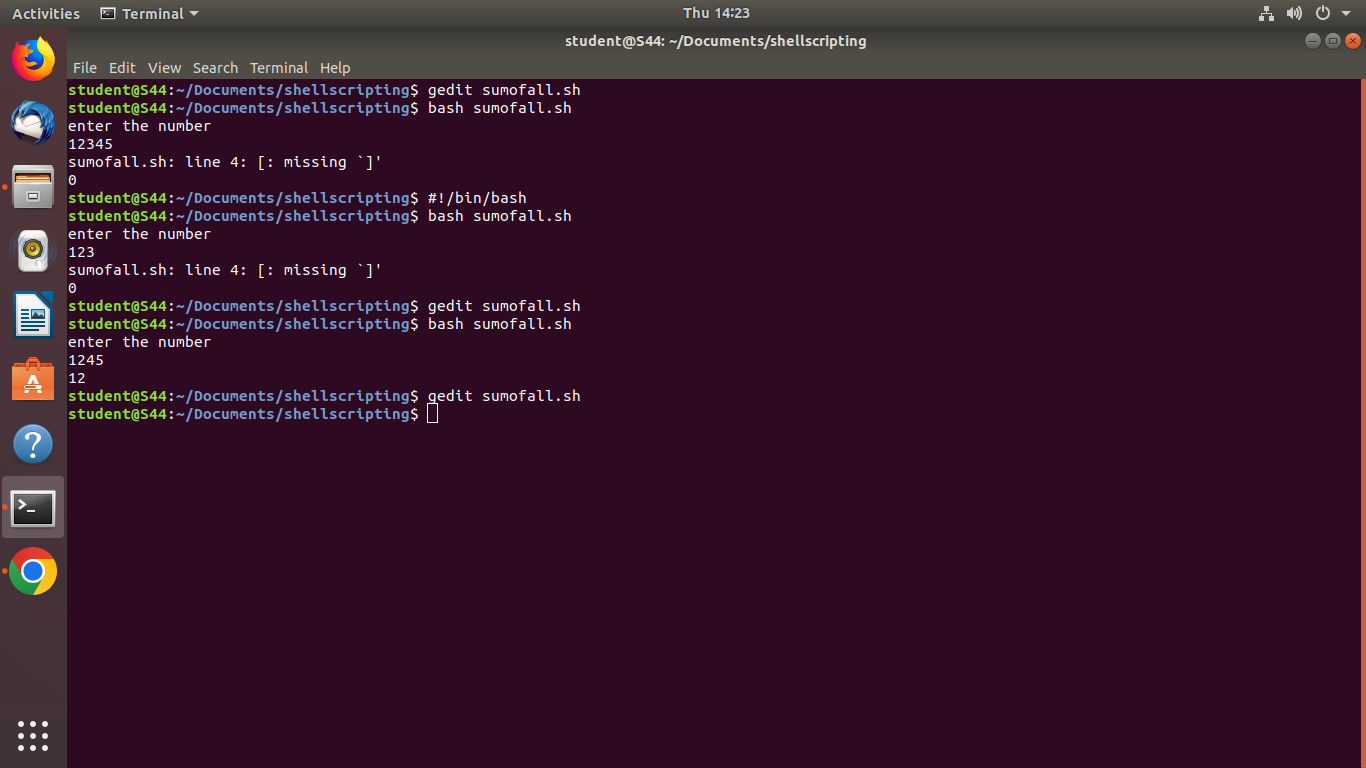 Activities Terminal Thu 14:23
student@S44: ~/Documents/shellscripting
File Edit View Search Terminal Help
student@S44:~/Documents/shellscripting$ gedit sumofall.sh
student@S44:~/Documents/shellscripting$ bash sumofall.sh
enter the number
12345
sumofall.sh: line 4: [: missing `]'
0
student@S44:~/Documents/shellscripting$ #!/bin/bash
student@S44:~/Documents/shellscripting$ bash sumofall.sh
enter the number
123
sumofall.sh: line 4: [: missing `]'
0
student@S44:~/Documents/shellscripting$ gedit sumofall.sh
student@S44:~/Documents/shellscripting$ bash sumofall.sh
enter the number
1245
12
student@S44:~/Documents/shellscripting$ gedit sumofall.sh
student@S44:~/Documents/shellscripting$